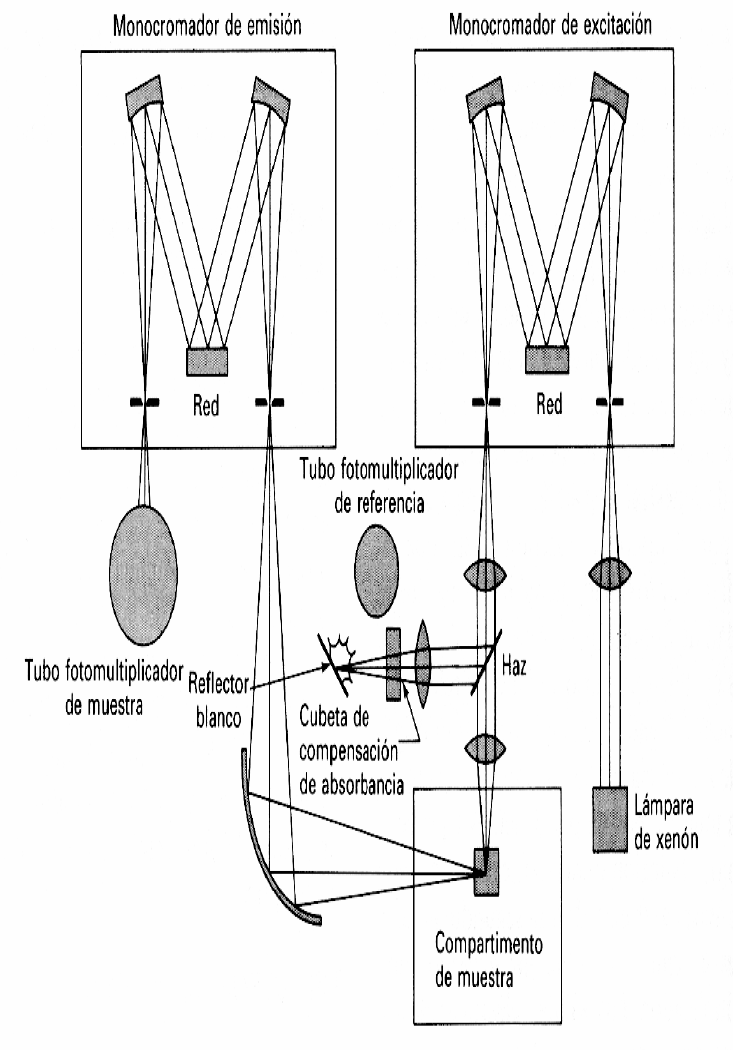 Monocromador de emisión
Monocromador de excitación
Red
Red
Tubo fotomultiplicador
de referencia
Tubo fotomultiplicador
de muestra
Reflector
blanco
Haz
Cubeta de
compensación
de absorbancia
Lámpara
de xenón
Compartimento
de muestra